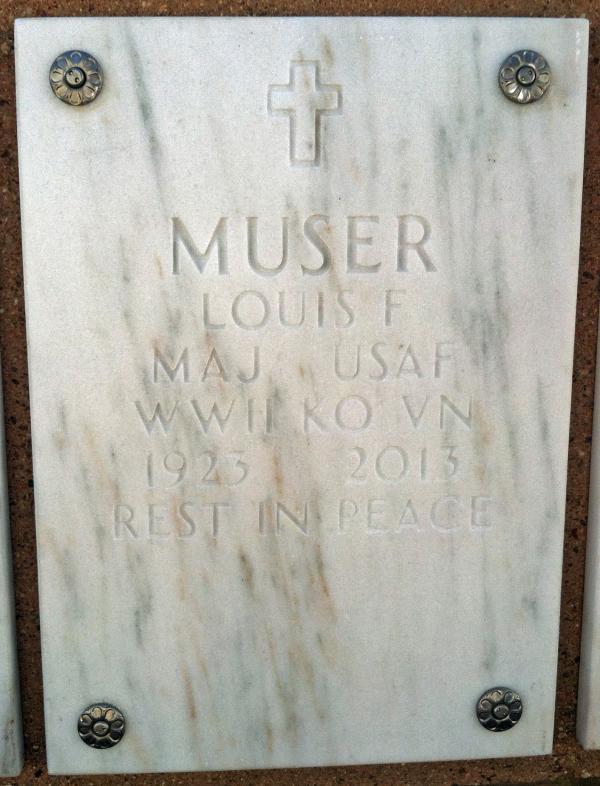 MUSER
LOUIS F
MAJ USAF
WWII KO VN
1923 2013
REST IN PEACE